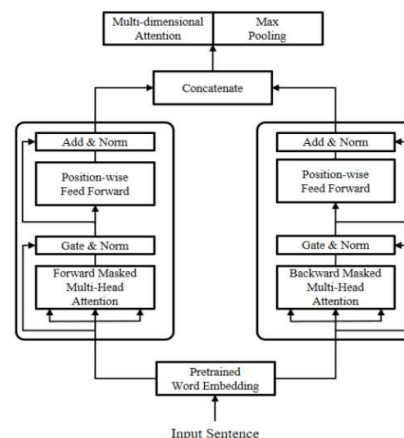 Multi-dimensional Attention
Max Pooling
Concatenate
Add & Norm
Position-wise
Feed Forward
Gate & Norm
Forward Masked
Multi-Head
Attention
Add & Norm
Position-wise
Feed Forward
Gate & Norm
Backward Masked
Multi-Head
Attention
Pretrained
Word Embedding
Input Sentence